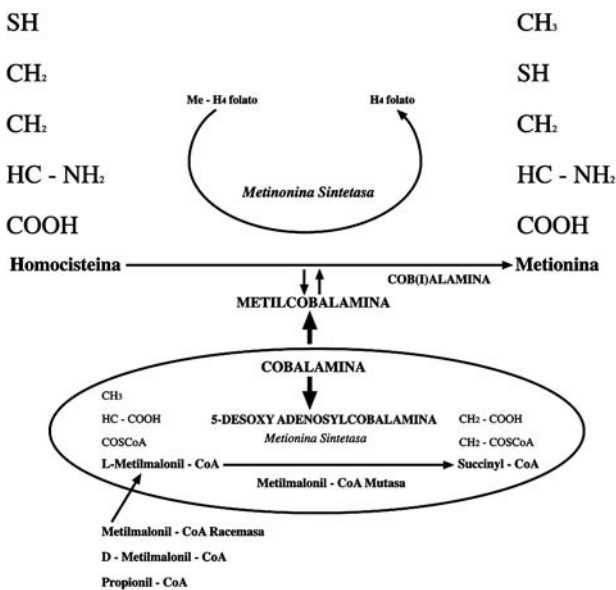 SH
CH₂
CH₂
HC - NH₂
COOH
Homocisteina
Me - H₄ folato
H₄ folato
Metinonina Sintetasa
CH₃
SH
CH₂
HC - NH₂
COOH
Metionina
COB(I)ALAMINA
METILCOBALAMINA
COBALAMINA
5-DESOXY ADENOSYLCOBALAMINA
Metionina Sintetasa
CH₃
HC - COOH
COSCoA
L-Metilmalonil - CoA
CH₂ - COOH
CH₂ - COSCoA
Succinyl - CoA
Metilmalonil - CoA Mutasa
Metilmalonil - CoA Racemasa
D - Metilmalonil - CoA
Propionil - CoA